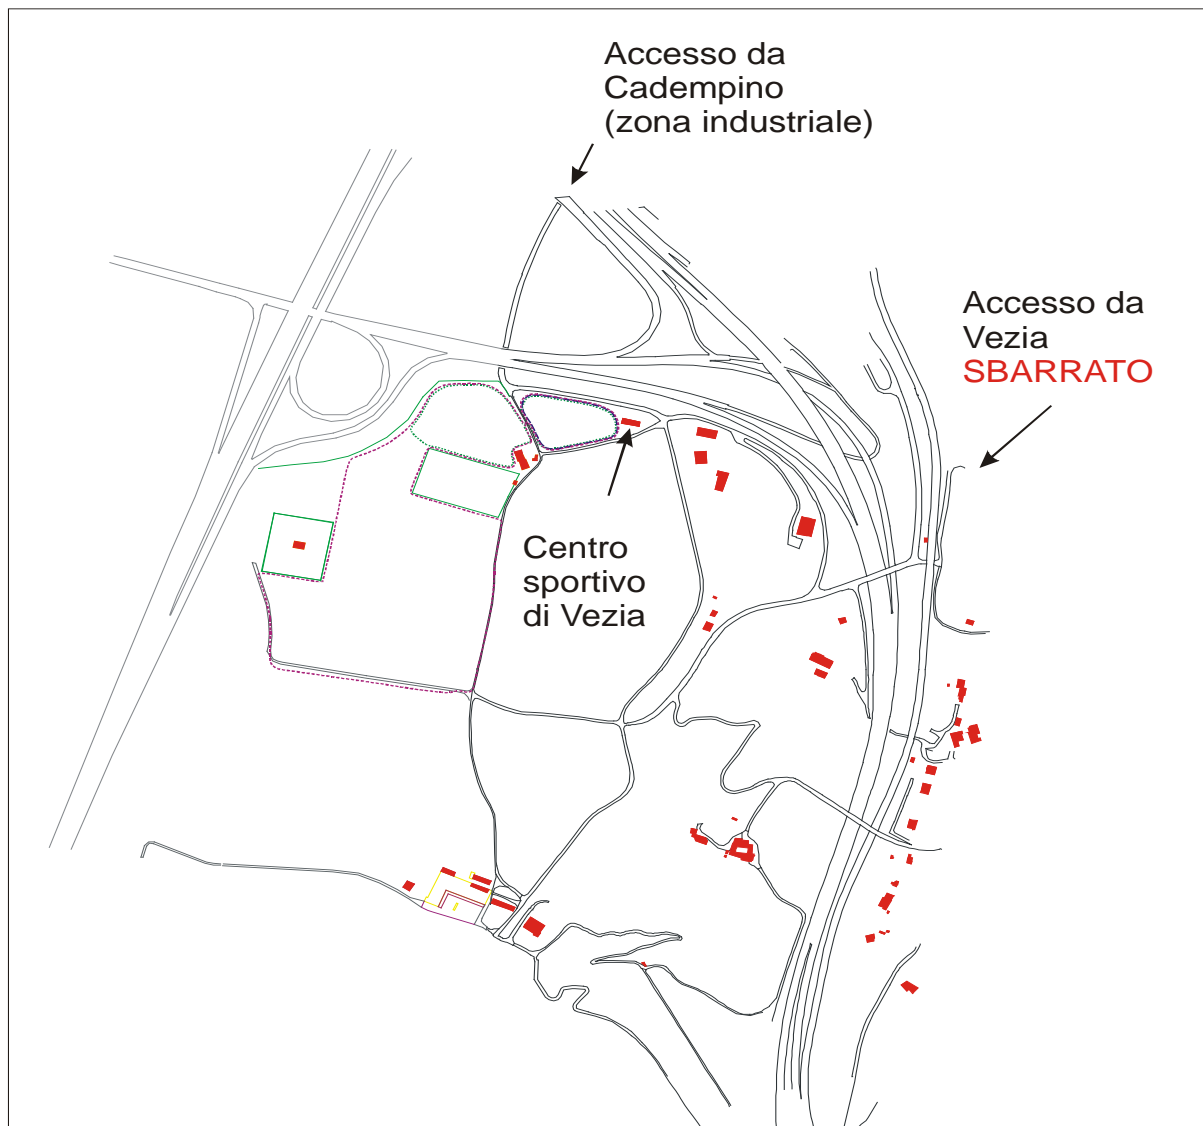 Accesso da
Cadempino
(zona industriale)
Accesso da
Vezia
SBARRATO
Centro
sportivo
di Vezia